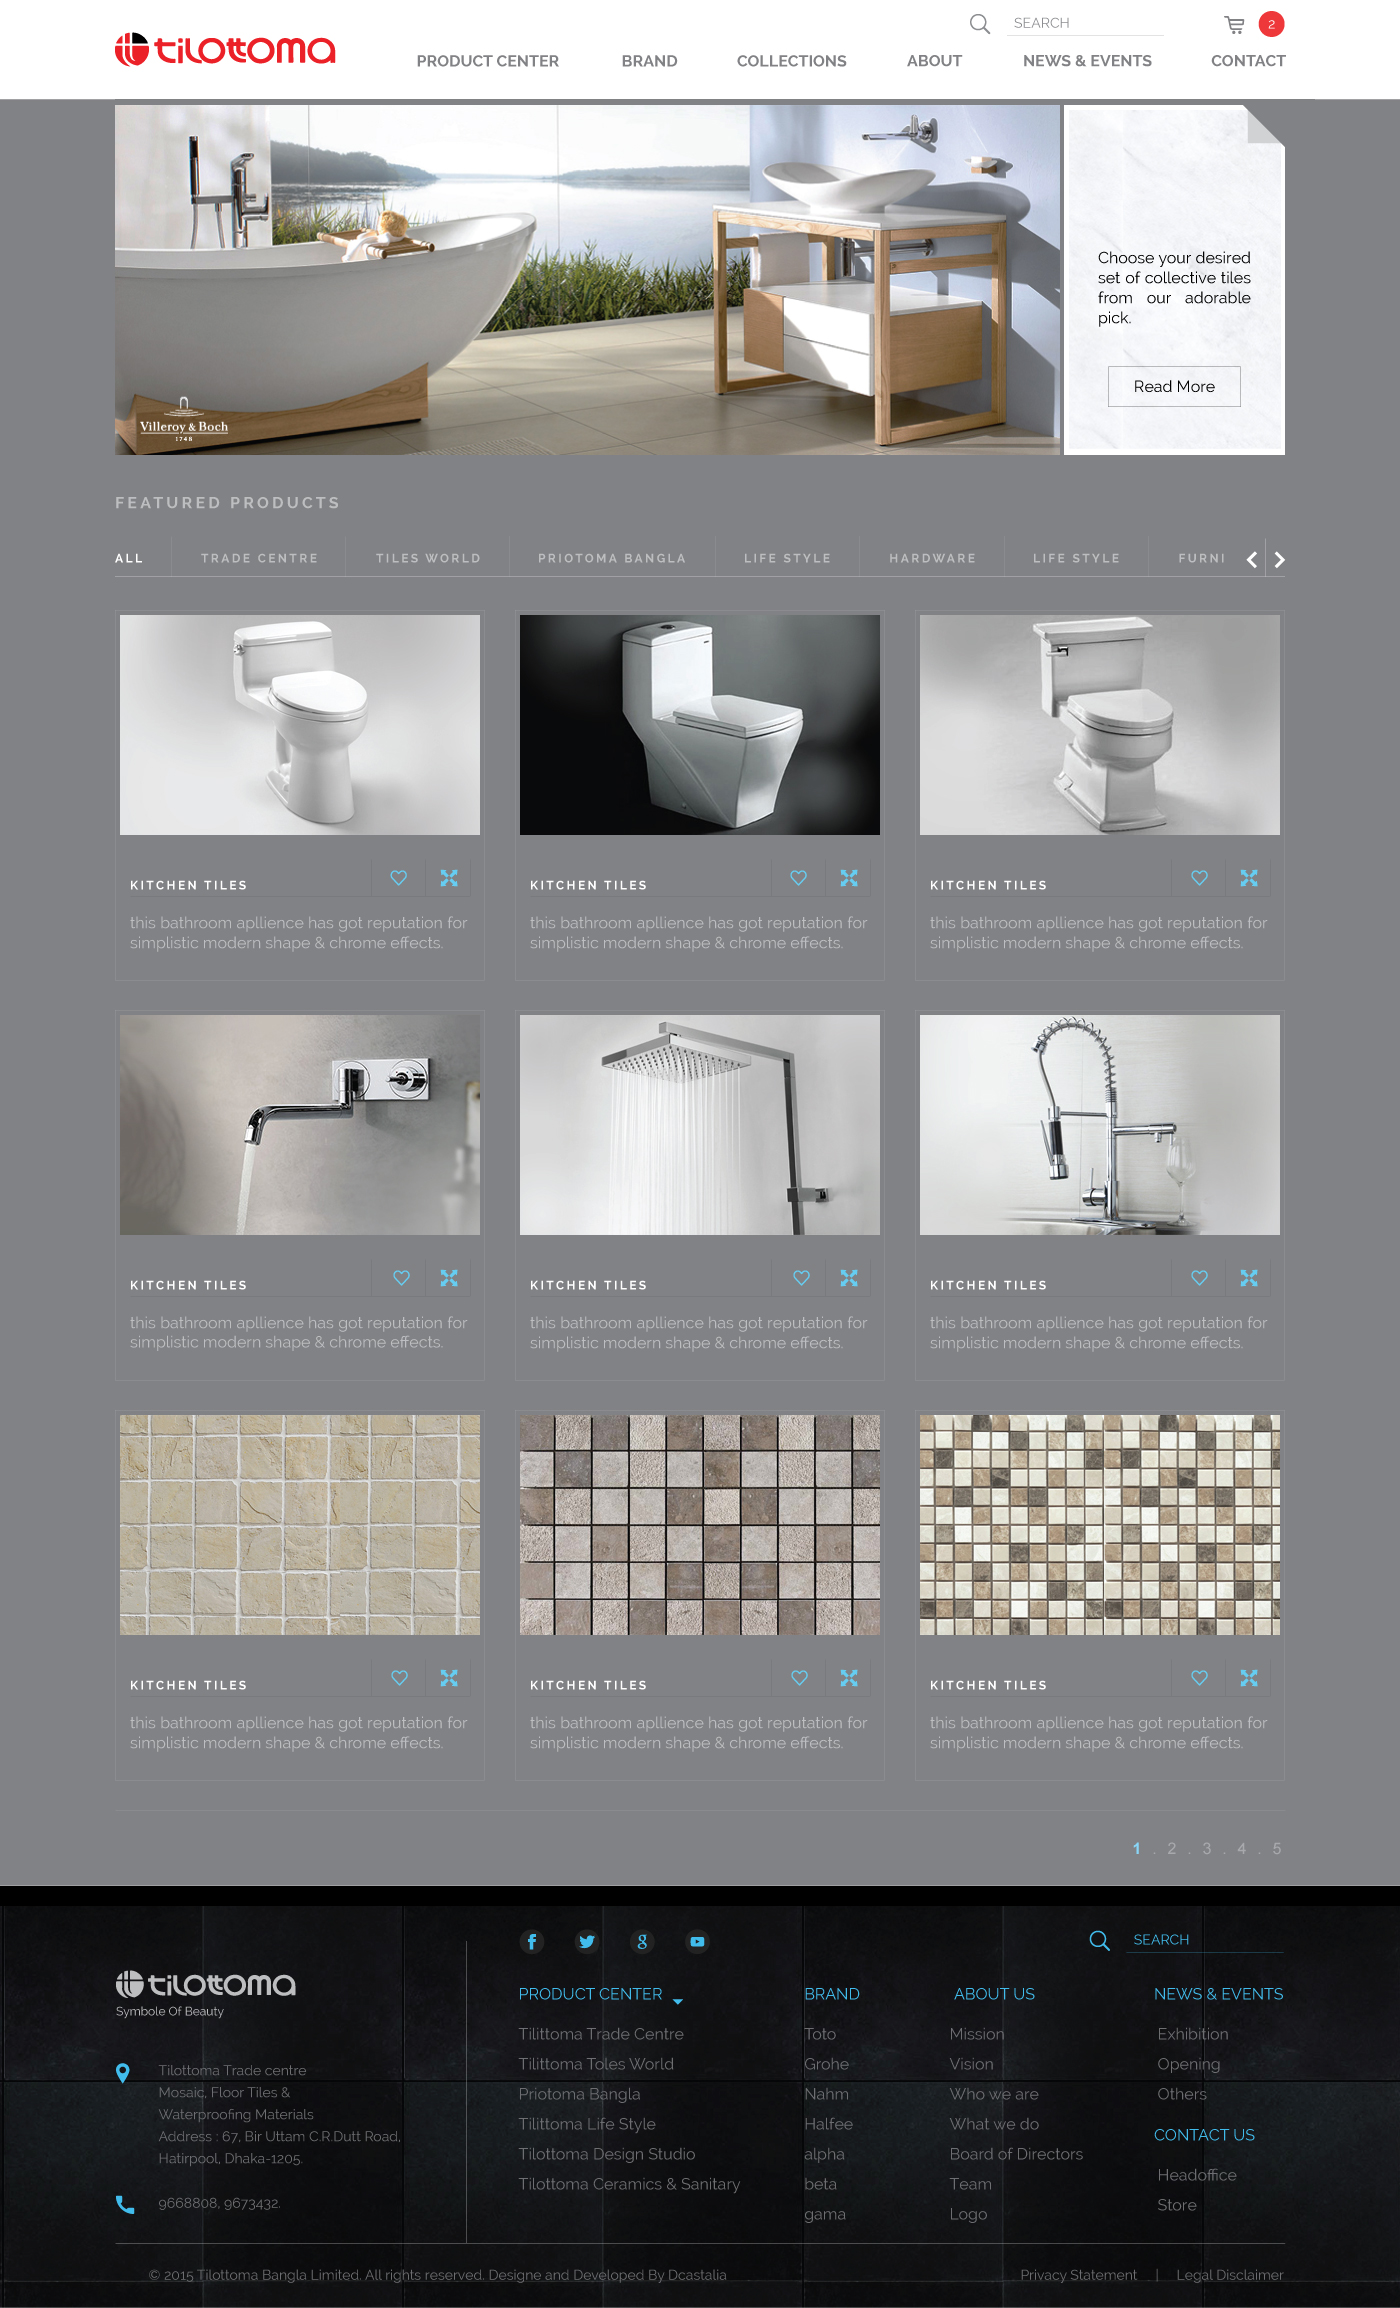 SEARCH
2
tilottoma
PRODUCT CENTER
BRAND
COLLECTIONS
ABOUT
NEWS & EVENTS
CONTACT
Choose your desired
set of collective tiles
from our adorable
pick.
Read More
Villeroy & Boch
1748
FEATURED PRODUCTS
ALL
TRADE CENTRE
TILES WORLD
PRIOTOMA BANGLA
LIFE STYLE
HARDWARE
LIFE STYLE
FURNI
KITCHEN TILES
this bathroom apllience has got reputation for
simplistic modern shape & chrome effects.
KITCHEN TILES
this bathroom apllience has got reputation for
simplistic modern shape & chrome effects.
KITCHEN TILES
this bathroom apllience has got reputation for
simplistic modern shape & chrome effects.
KITCHEN TILES
this bathroom apllience has got reputation for
simplistic modern shape & chrome effects.
KITCHEN TILES
this bathroom apllience has got reputation for
simplistic modern shape & chrome effects.
KITCHEN TILES
this bathroom apllience has got reputation for
simplistic modern shape & chrome effects.
KITCHEN TILES
this bathroom apllience has got reputation for
simplistic modern shape & chrome effects.
KITCHEN TILES
this bathroom apllience has got reputation for
simplistic modern shape & chrome effects.
KITCHEN TILES
this bathroom apllience has got reputation for
simplistic modern shape & chrome effects.
1 . 2 . 3 . 4 . 5
tilottoma
Symbole Of Beauty
Tilottoma Trade centre
Mosaic, Floor Tiles &
Waterproofing Materials
Address : 67, Bir Uttam C.R.Dutt Road,
Hatirpool, Dhaka-1205.
9668808, 9673432.
SEARCH
PRODUCT CENTER
Tilittoma Trade Centre
Tilittoma Toles World
Priotoma Bangla
Tilittoma Life Style
Tilottoma Design Studio
Tilottoma Ceramics & Sanitary
BRAND
Toto
Grohe
Nahm
Halfee
alpha
beta
gama
ABOUT US
Mission
Vision
Who we are
What we do
Board of Directors
Team
Logo
NEWS & EVENTS
Exhibition
Opening
Others
CONTACT US
Headoffice
Store
© 2015 Tilottoma Bangla Limited. All rights reserved. Designe and Developed By Dcastalia
Privacy Statement | Legal Disclaimer